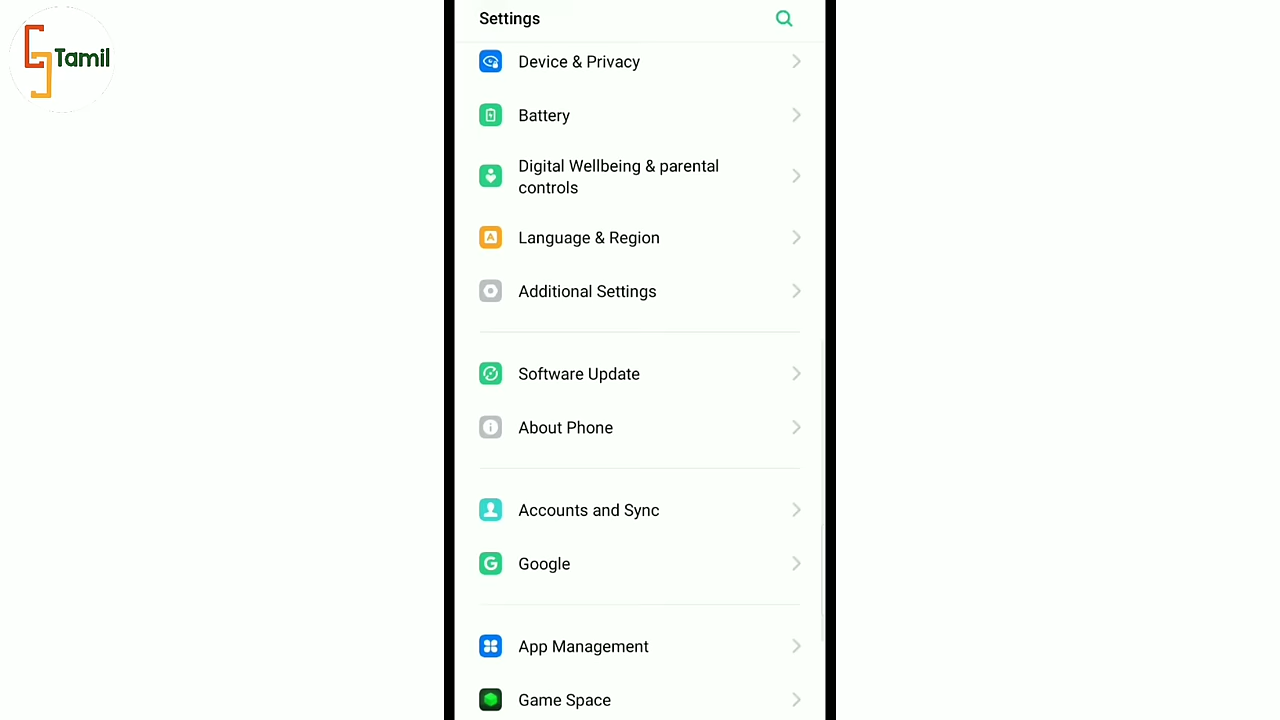 Tamil
Settings
Device & Privacy
Battery
Digital Wellbeing & parental
controls
Language & Region
Additional Settings
Software Update
About Phone
Accounts and Sync
Google
App Management
Game Space